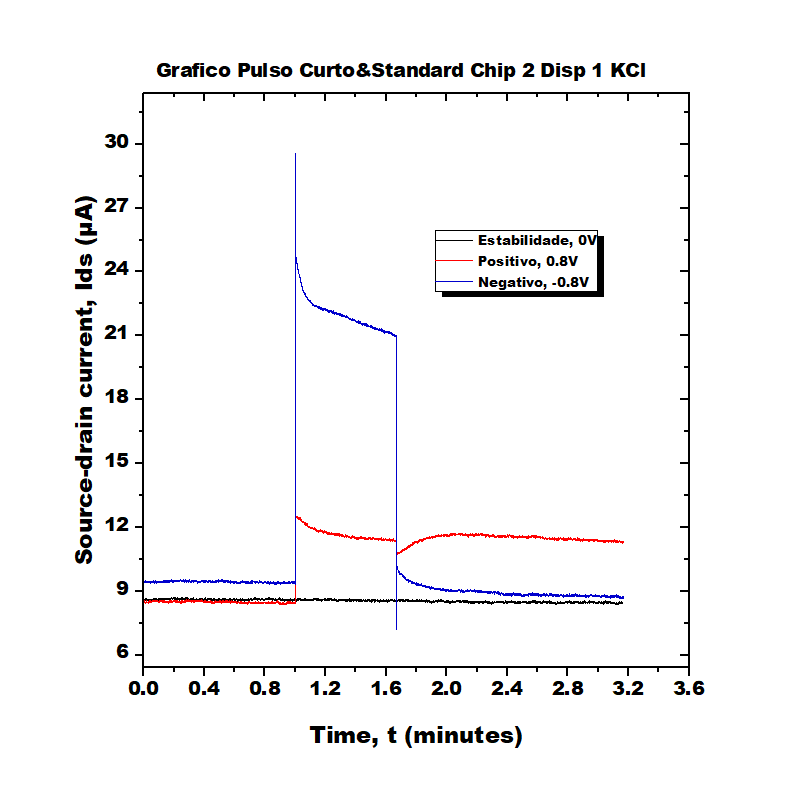 Grafico Pulso Curto&Standard Chip 2 Disp 1 KCl
Source-drain current, Ids (µA)
30
27
24
21
18
15
12
9
6
Estabilidade, 0V
Positivo, 0.8V
Negativo, -0.8V
0.0 0.4 0.8 1.2 1.6 2.0 2.4 2.8 3.2 3.6
Time, t (minutes)